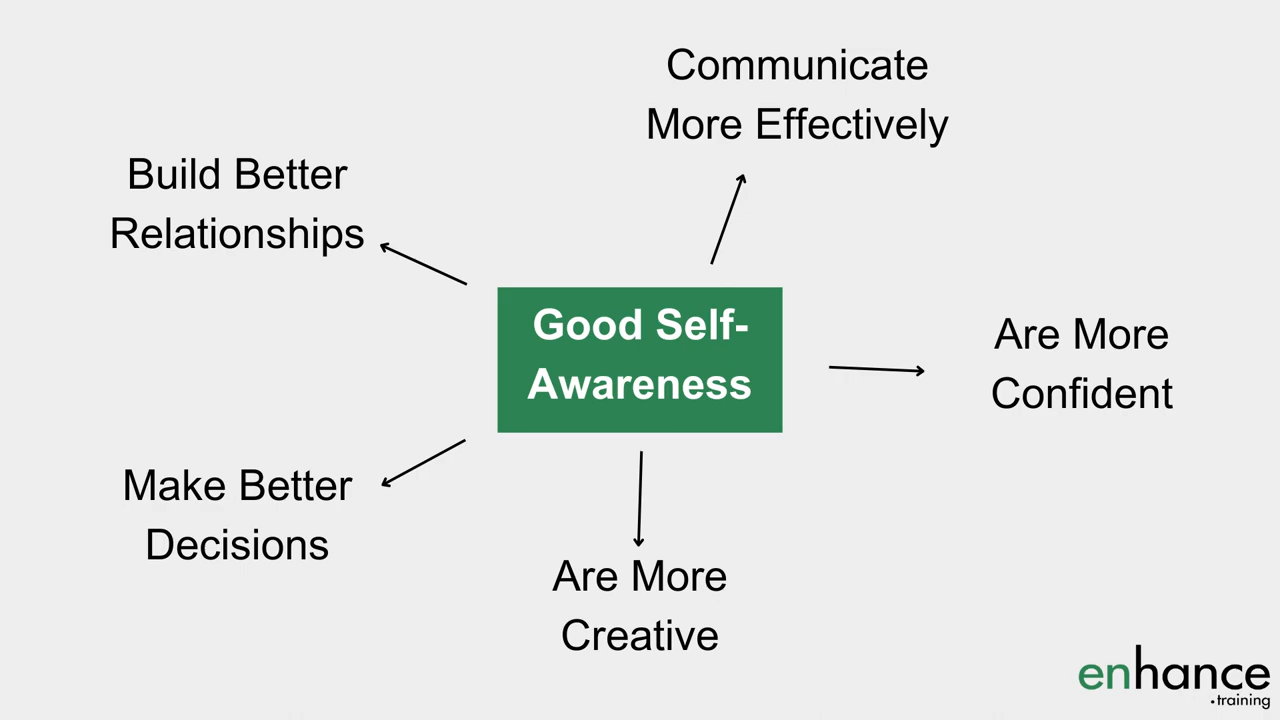 Communicate
More Effectively
Build Better
Relationships
Good Self-
Awareness
Are More
Confident
Make Better
Decisions
Are More
Creative
enhance
.training